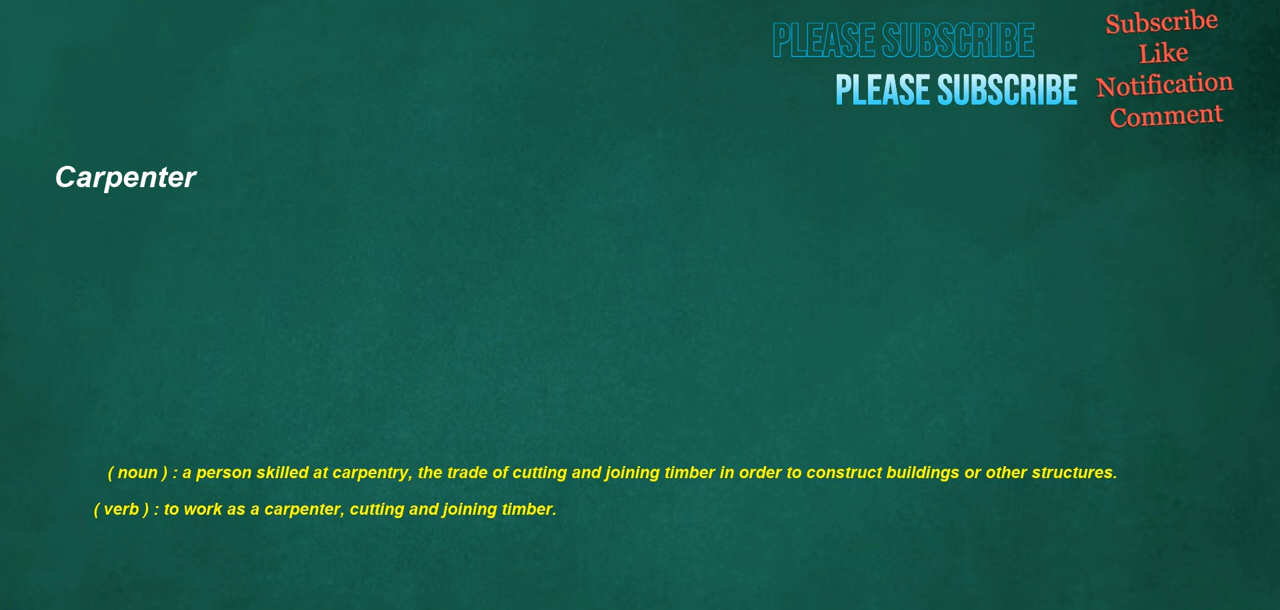 PLEASE SUBSCRIBE
PLEASE SUBSCRIBE
Subscribe
Like
Notification
Comment
Carpenter
( noun ) : a person skilled at carpentry, the trade of cutting and joining timber in order to construct buildings or other structures.
( verb ) : to work as a carpenter, cutting and joining timber.